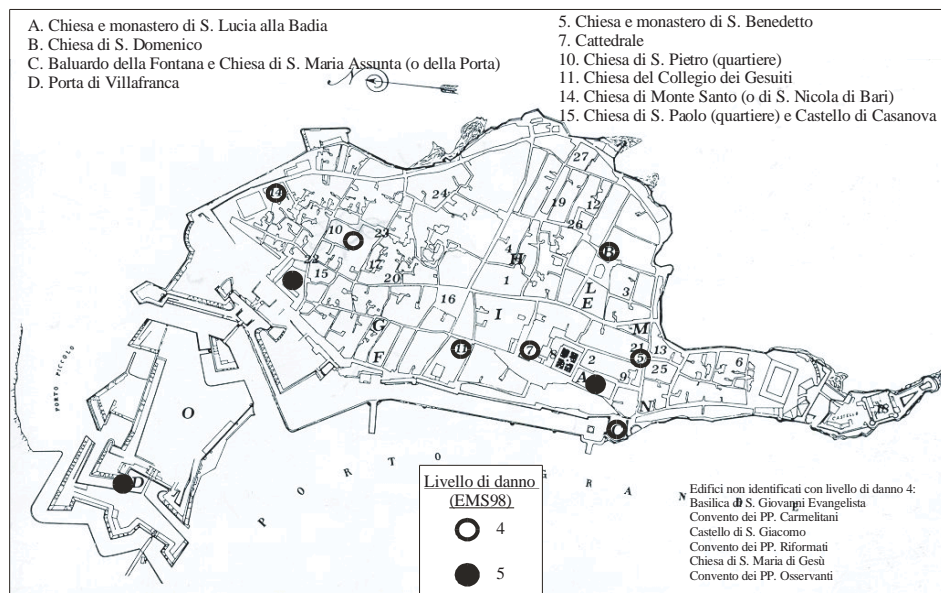 A. Chiesa e monastero di S. Lucia alla Badia
B. Chiesa di S. Domenico
C. Baluardo della Fontana e Chiesa di S. Maria Assunta (o della Porta)
D. Porta di Villafranca
5. Chiesa e monastero di S. Benedetto
7. Cattedrale
10. Chiesa di S. Pietro (quartiere)
11. Chiesa del Collegio dei Gesuiti
14. Chiesa di Monte Santo (o di S. Nicola di Bari)
15. Chiesa di S. Paolo (quartiere) e Castello di Casanova
N
27
14
24
19
12
10
23
26
4
H
B
22
15
17
20
1
L
3
E
16
I
G
M
F
11
7
8
2
21
13
5
6
A
9
25
N
18
CASTELLO
C
PORTO PICCOLO
O
D
PORTO GRANDE
Livello di danno
(EMS98)
4
5
Edifici non identificati con livello di danno 4:
Basilica di S. Giovanni Evangelista
Convento dei PP. Carmelitani
Castello di S. Giacomo
Convento dei PP. Riformati
Chiesa di S. Maria di Gesù
Convento dei PP. Osservanti